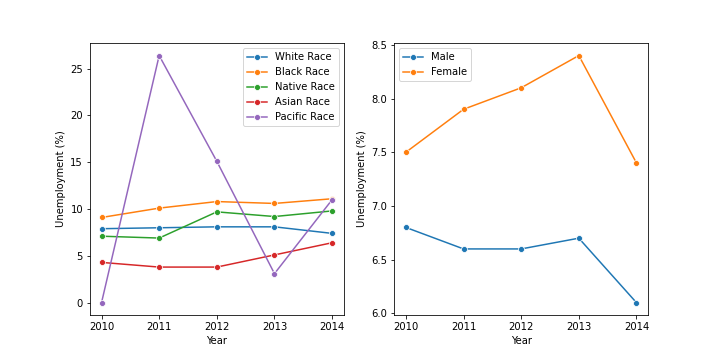 Unemployment (%)
25
20
15
10
5
0
2010 2011 2012 2013 2014
Year
White Race
Black Race
Native Race
Asian Race
Pacific Race
Unemployment (%)
8.5
8.0
7.5
7.0
6.5
6.0
2010 2011 2012 2013 2014
Year
Male
Female